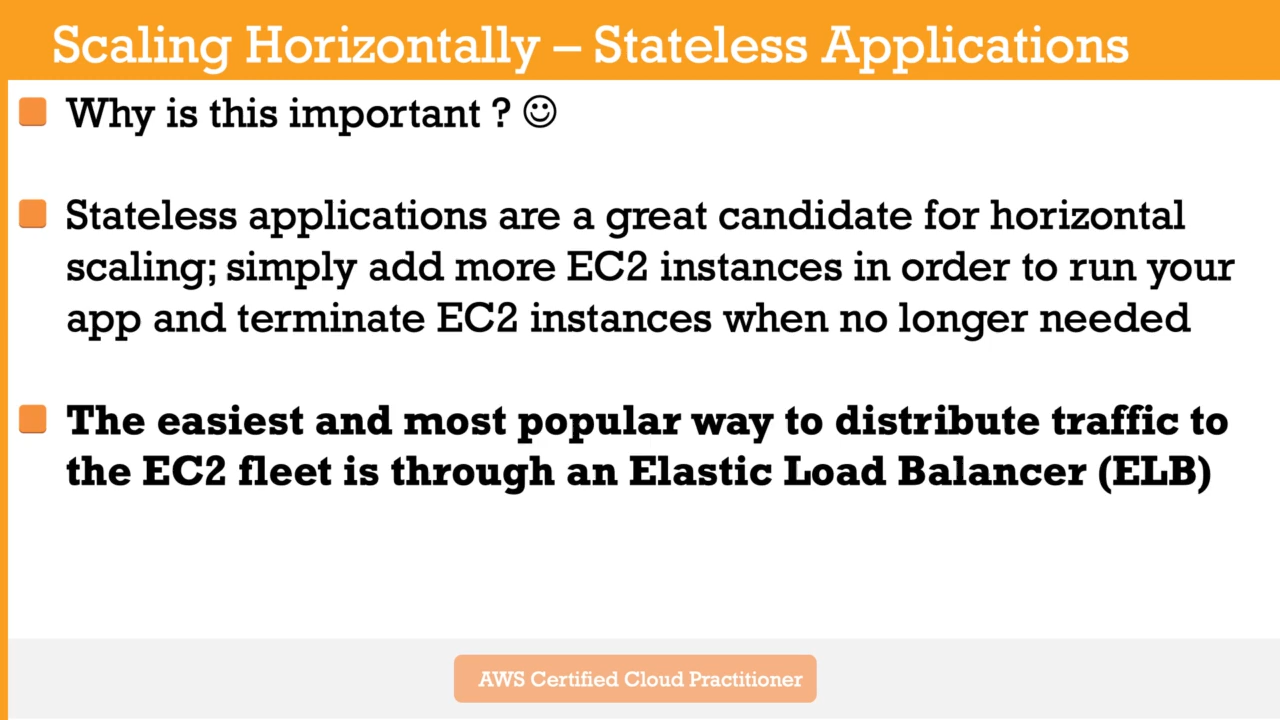 Scaling Horizontally – Stateless Applications
Why is this important ? ☺
Stateless applications are a great candidate for horizontal
scaling; simply add more EC2 instances in order to run your
app and terminate EC2 instances when no longer needed
The easiest and most popular way to distribute traffic to
the EC2 fleet is through an Elastic Load Balancer (ELB)
AWS Certified Cloud Practitioner